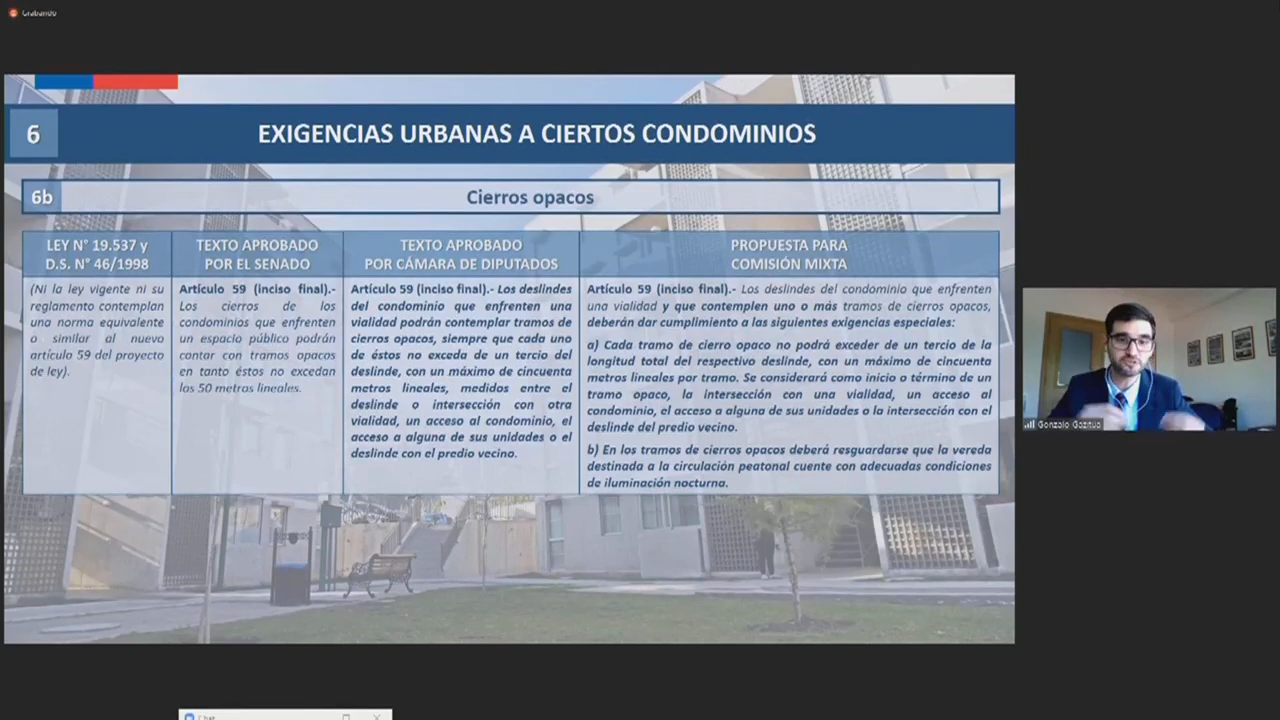 Grabando
6
EXIGENCIAS URBANAS A CIERTOS CONDOMINIOS
6b
Cierros opacos
LEY N° 19.537 y
D.S. N° 46/1998
(Ni la ley vigente ni su
reglamento contemplan
una norma equivalente
o similar al nuevo
artículo 59 del proyecto
de ley).
TEXTO APROBADO
POR EL SENADO
Artículo 59 (inciso final).-
Los cierros de los
condominios que enfrenten
un espacio público podrán
contar con tramos opacos
en tanto éstos no excedan
los 50 metros lineales.
TEXTO APROBADO
POR CÁMARA DE DIPUTADOS
Artículo 59 (inciso final).- Los deslindes
del condominio que enfrenten una
vialidad podrán contemplar tramos de
cierros opacos, siempre que cada uno
de éstos no exceda de un tercio del
deslinde, con un máximo de cincuenta
metros lineales, medidos entre el
deslinde o intersección con otra
vialidad, un acceso al condominio, el
acceso a alguna de sus unidades o el
deslinde con el predio vecino.
PROPUESTA PARA
COMISIÓN MIXTA
Artículo 59 (inciso final).- Los deslindes del condominio que enfrenten
una vialidad y que contemplen uno o más tramos de cierros opacos,
deberán dar cumplimiento a las siguientes exigencias especiales:
a) Cada tramo de cierro opaco no podrá exceder de un tercio de la
longitud total del respectivo deslinde, con un máximo de cincuenta
metros lineales por tramo. Se considerará como inicio o término de un
tramo opaco, la intersección con una vialidad, un acceso al
condominio, el acceso a alguna de sus unidades o la intersección con el
deslinde del predio vecino.
b) En los tramos de cierros opacos deberá resguardarse que la vereda
destinada a la circulación peatonal cuente con adecuadas condiciones
de iluminación nocturna.
Gonzalo Gazitua
Chat